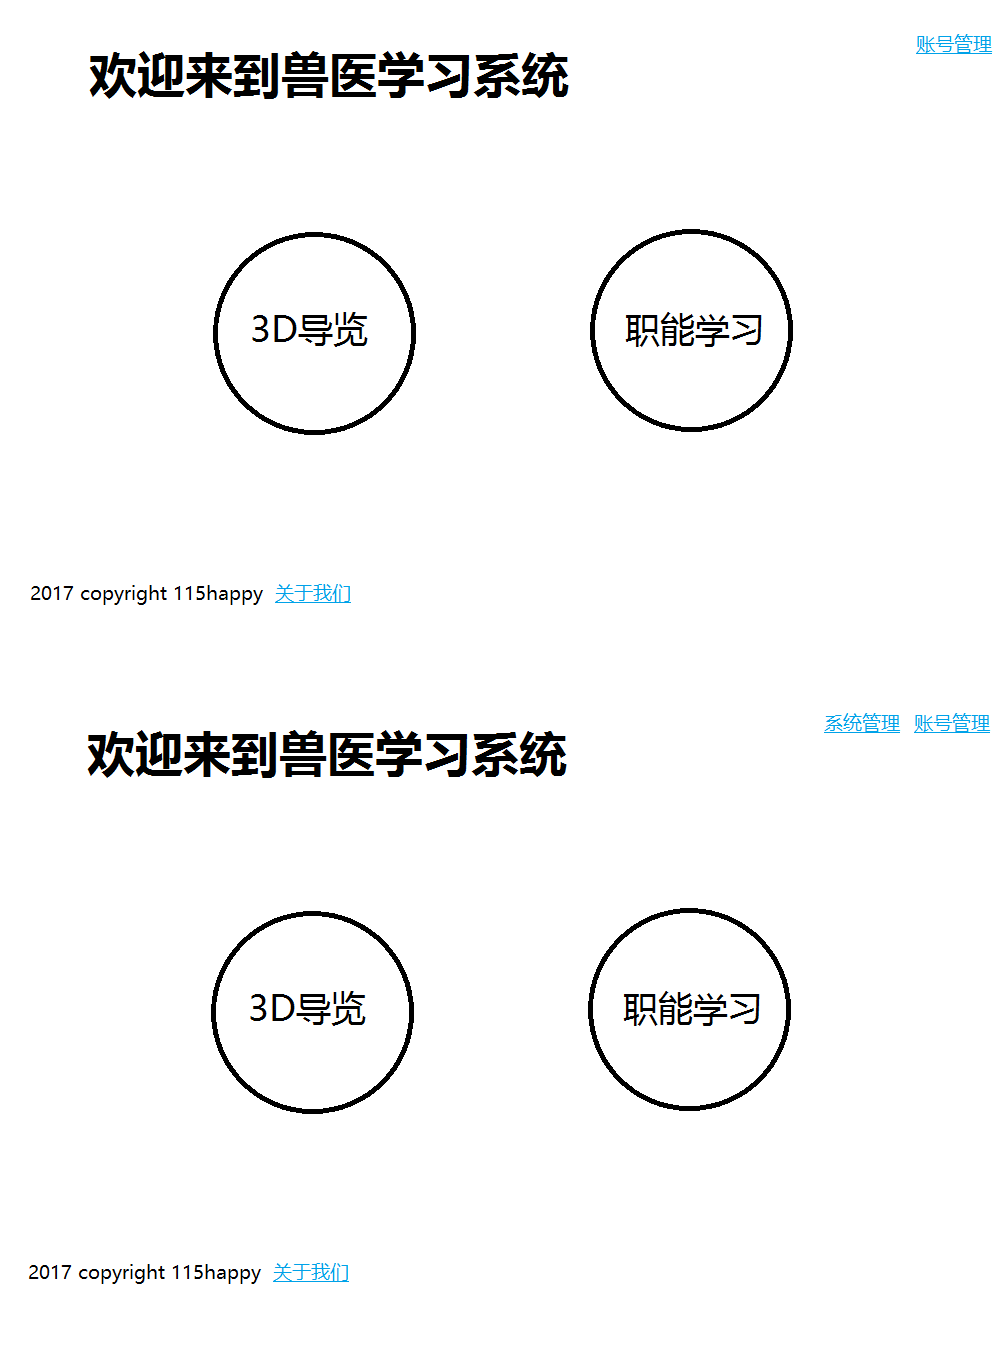 账号管理
欢迎来到兽医学习系统
3D导览 职能学习
2017 copyright 115happy 关于我们
系统管理 账号管理
欢迎来到兽医学习系统
3D导览 职能学习
2017 copyright 115happy 关于我们